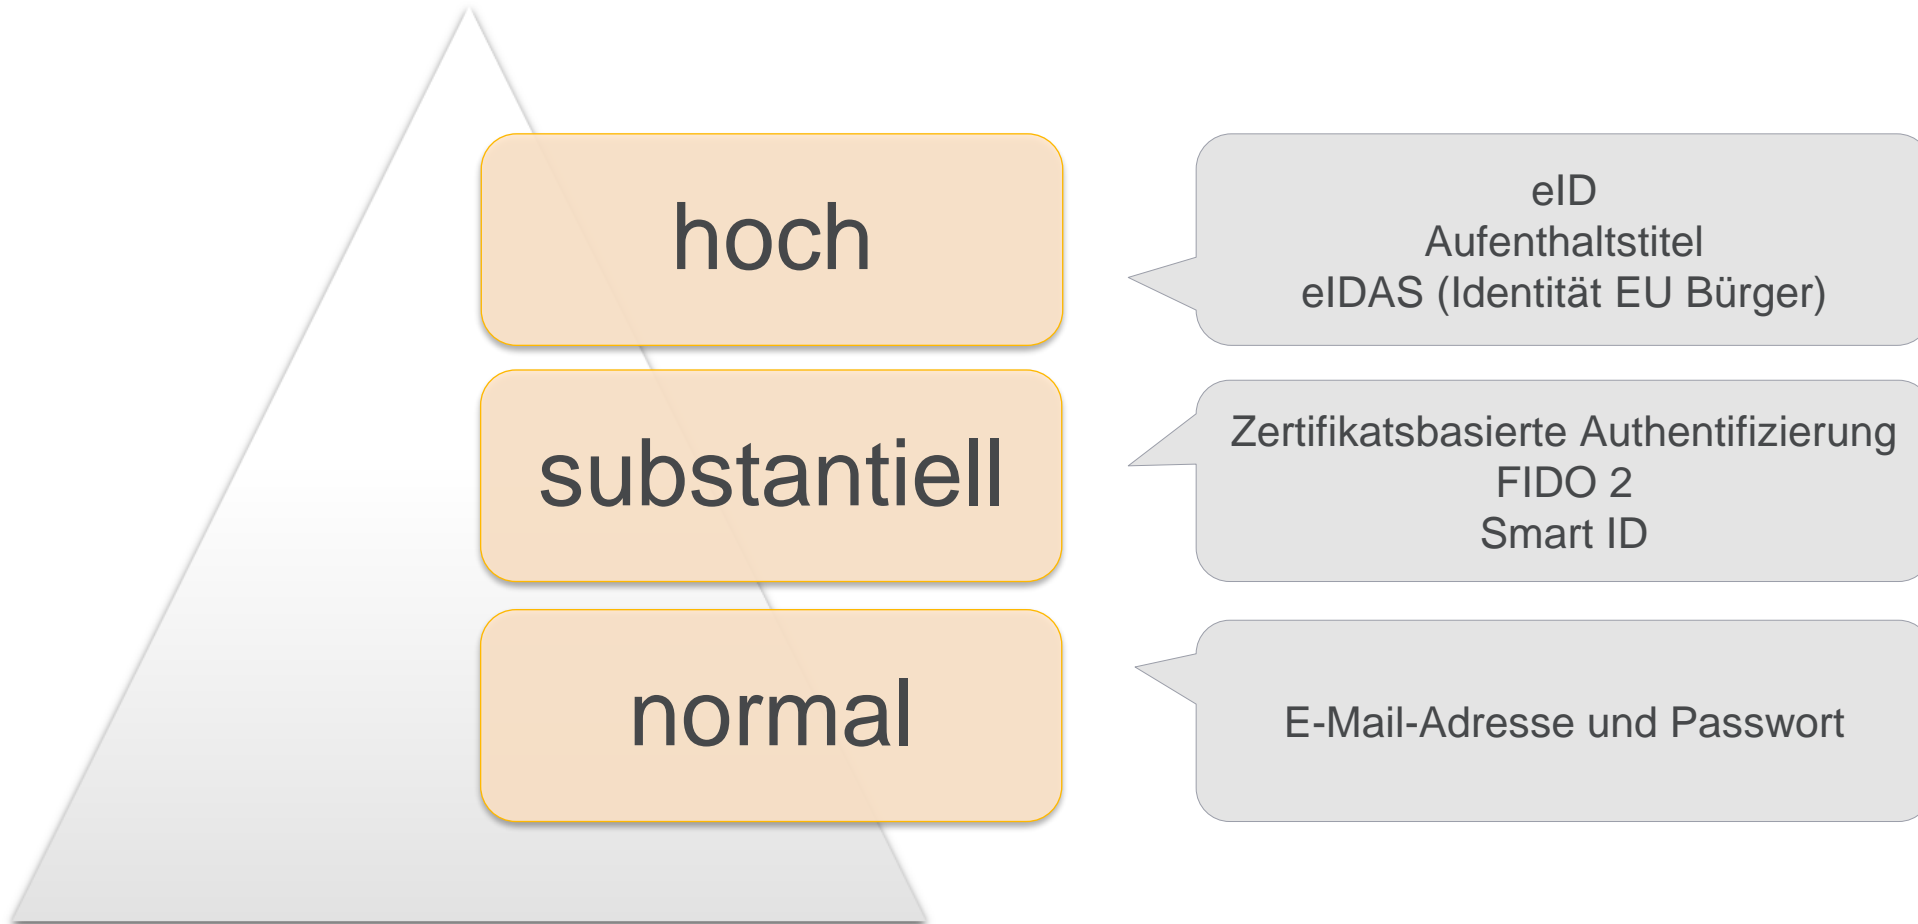 hoch
eID
Aufenthaltstitel
eIDAS (Identität EU Bürger)
substantiell
Zertifikatsbasierte Authentifizierung
FIDO 2
Smart ID
normal
E-Mail-Adresse und Passwort